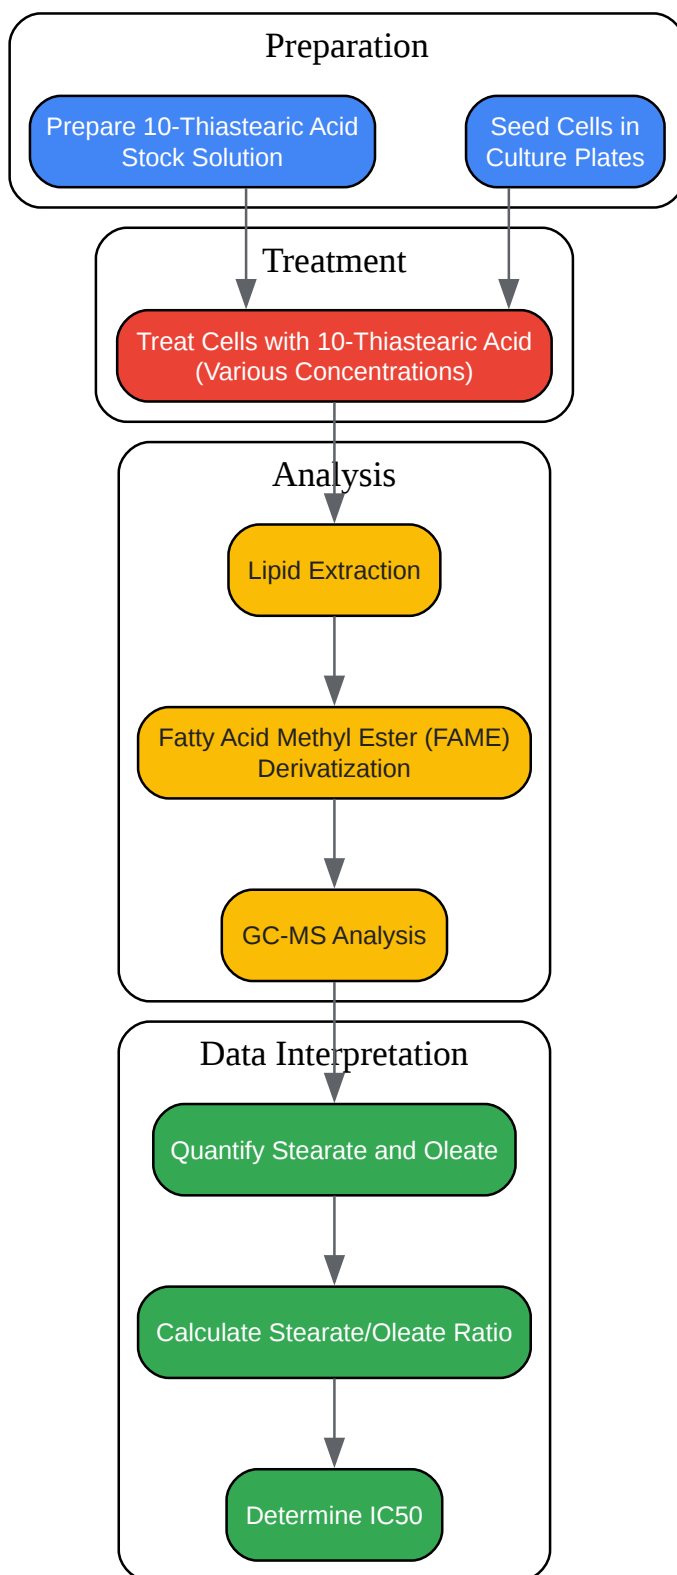 Preparation
Prepare 10-Thiastearic Acid
Stock Solution
Seed Cells in
Culture Plates
Treatment
Treat Cells with 10-Thiastearic Acid
(Various Concentrations)
Analysis
Lipid Extraction
Fatty Acid Methyl Ester (FAME)
Derivatization
GC-MS Analysis
Data Interpretation
Quantify Stearate and Oleate
Calculate Stearate/Oleate Ratio
Determine IC50